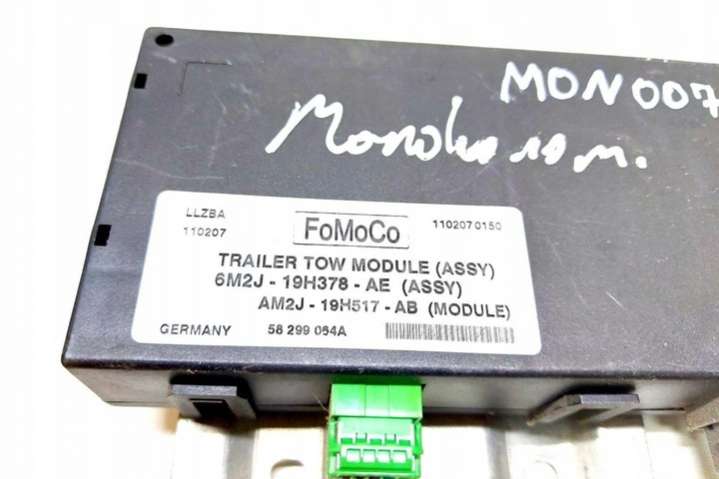 MON007
10 m.
LLZBA
110207
FoMoCo
1102070150
TRAILER TOW MODULE (ASSY)
6M2J - 19H378 - AE (ASSY)
AM2J - 19H517 - AB (MODULE)
GERMANY 58 299 064A